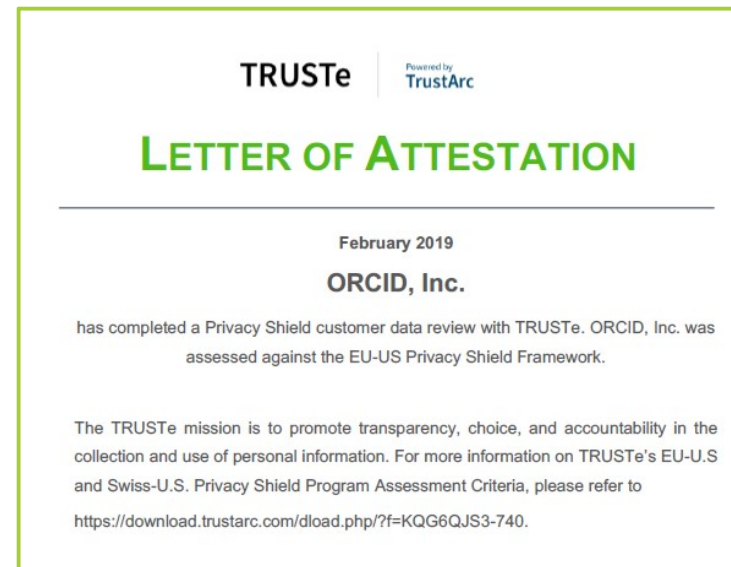 TRUSTe
Powered by
TrustArc
LETTER OF ATTESTATION
February 2019
ORCID, Inc.
has completed a Privacy Shield customer data review with TRUSTe. ORCID, Inc. was
assessed against the EU-US Privacy Shield Framework.
The TRUSTe mission is to promote transparency, choice, and accountability in the
collection and use of personal information. For more information on TRUSTe's EU-U.S
and Swiss-U.S. Privacy Shield Program Assessment Criteria, please refer to
https://download.trustarc.com/dload.php/?f=KQG6QJS3-740.